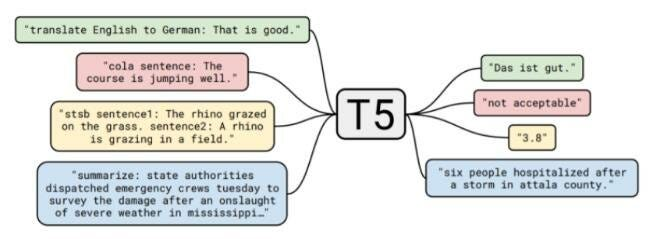 "translate English to German: That is good."
"cola sentence: The
course is jumping well."
"stsb sentence1: The rhino grazed
on the grass. sentence2: A rhino
is grazing in a field."
"summarize: state authorities
dispatched emergency crews tuesday to
survey the damage after an onslaught
of severe weather in mississippi…"
T5
"Das ist gut."
"not acceptable"
"3.8"
"six people hospitalized after
a storm in attala county."